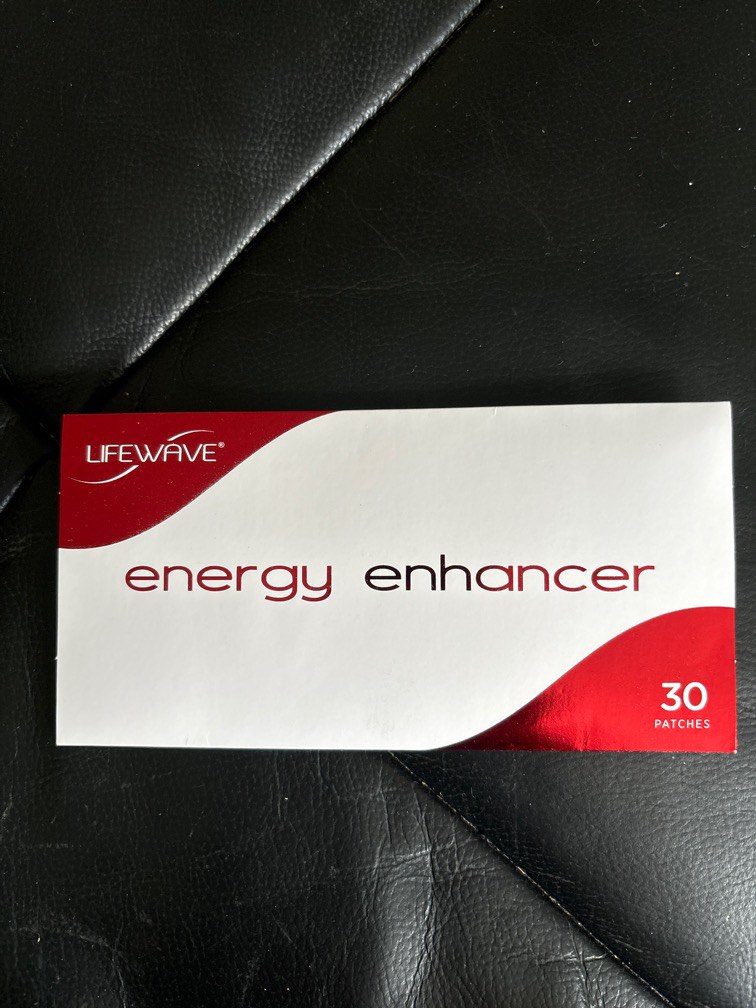 LIFEWAVE®
energy enhancer
30
PATCHES